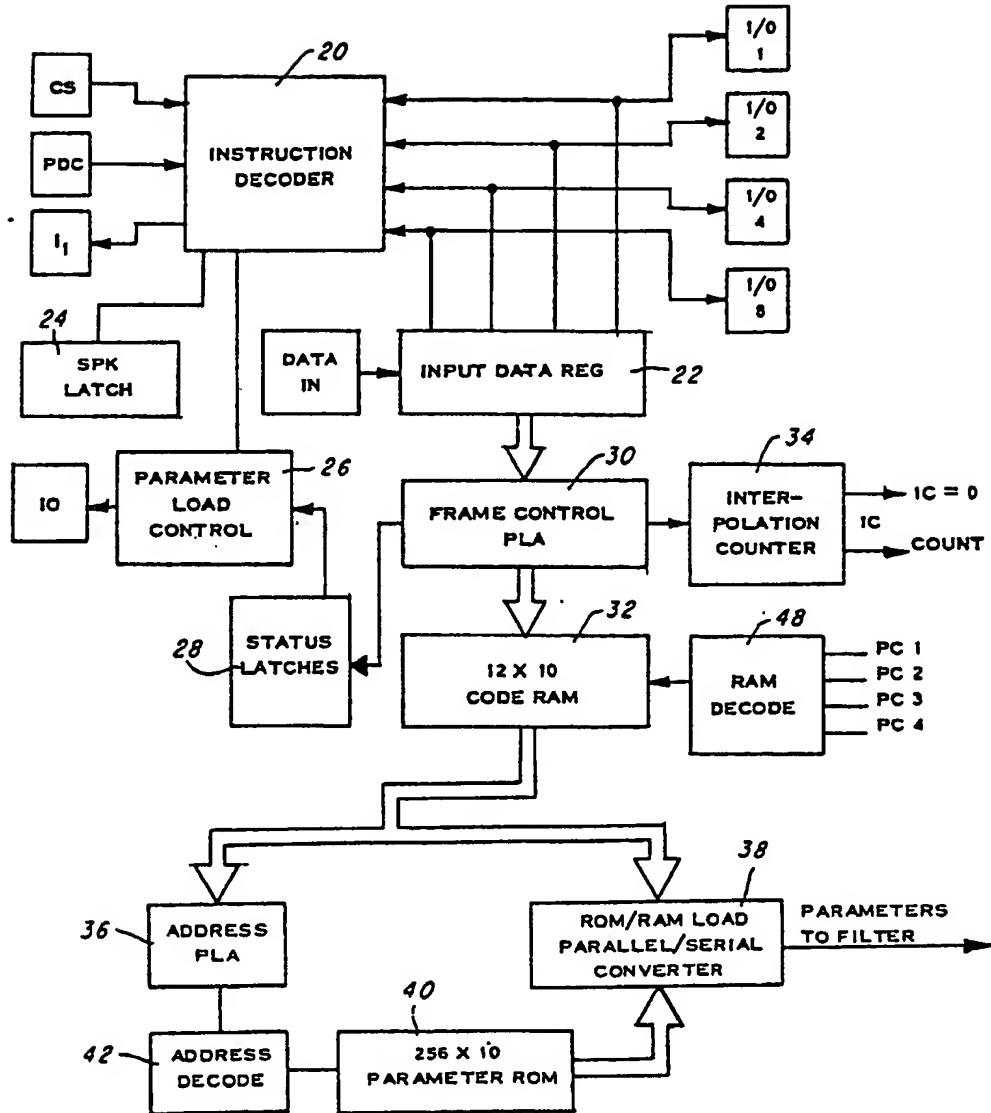 I/O
1
20
CS
INSTRUCTION
DECODER
I/O
2
PDC
I/O
4
I1
I/O
8
24
SPK
LATCH
DATA
IN
INPUT DATA REG
22
34
30
26
IO
PARAMETER
LOAD
CONTROL
FRAME CONTROL
PLA
INTER-
POLATION
COUNTER
IC = 0
IC
COUNT
32
48
28
STATUS
LATCHES
12 X 10
CODE RAM
RAM
DECODE
PC 1
PC 2
PC 3
PC 4
38
36
ADDRESS
PLA
ROM/RAM LOAD
PARALLEL/SERIAL
CONVERTER
PARAMETERS
TO FILTER
40
42
ADDRESS
DECODE
256 X 10
PARAMETER ROM